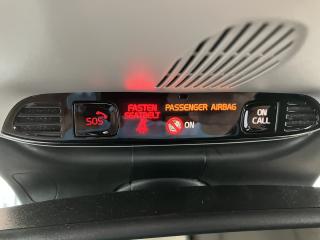 SOS
FASTEN
SEATBELT
PASSENGER AIRBAG
ON
ON
CALL